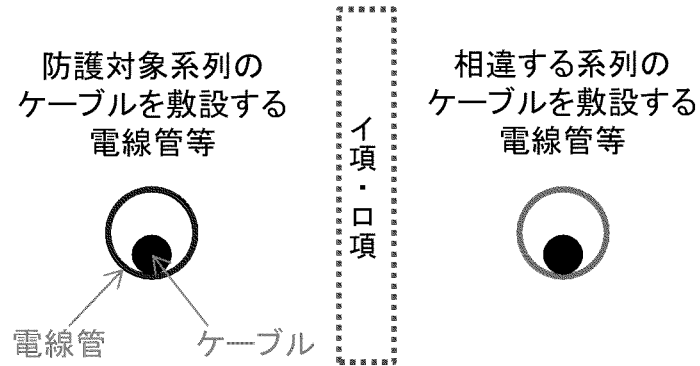 防護対象系列の
ケーブルを敷設する
電線管等
イ項・ロ項
相違する系列の
ケーブルを敷設する
電線管等
電線管
ケーブル